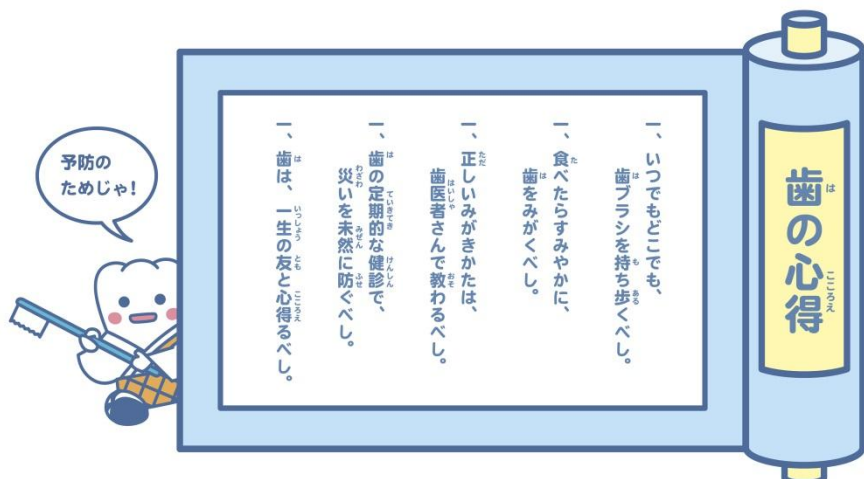 歯の心得
一、いつでもどこでも、
歯ブラシを持ち歩くべし。
一、食べたらすみやかに、
歯をみがくべし。
一、正しいみがきかたは、
歯医者さんで教わるべし。
一、歯の定期的な健診で、
災いを未然に防ぐべし。
一、歯は、一生の友と心得るべし。
予防の
ためじゃ!